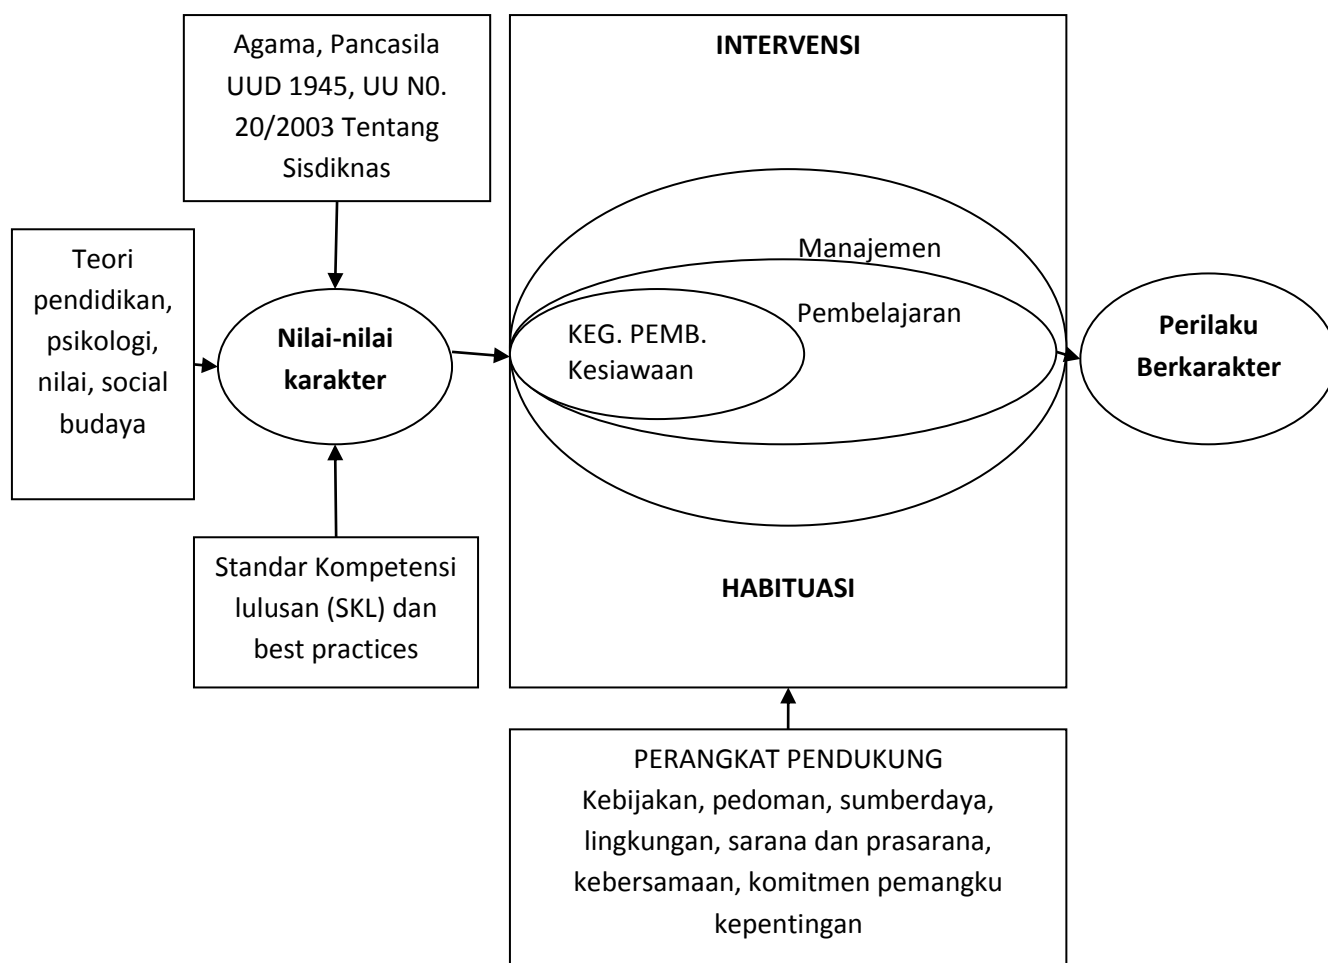 Agama, Pancasila
UUD 1945, UU N0.
20/2003 Tentang
Sisdiknas
INTERVENSI
Teori
pendidikan,
psikologi,
nilai, social
budaya
Nilai-nilai
karakter
Manajemen
Pembelajaran
KEG. PEMB.
Kesiawaan
Perilaku
Berkarakter
Standar Kompetensi
lulusan (SKL) dan
best practices
HABITUASI
PERANGKAT PENDUKUNG
Kebijakan, pedoman, sumberdaya,
lingkungan, sarana dan prasarana,
kebersamaan, komitmen pemangku
kepentingan